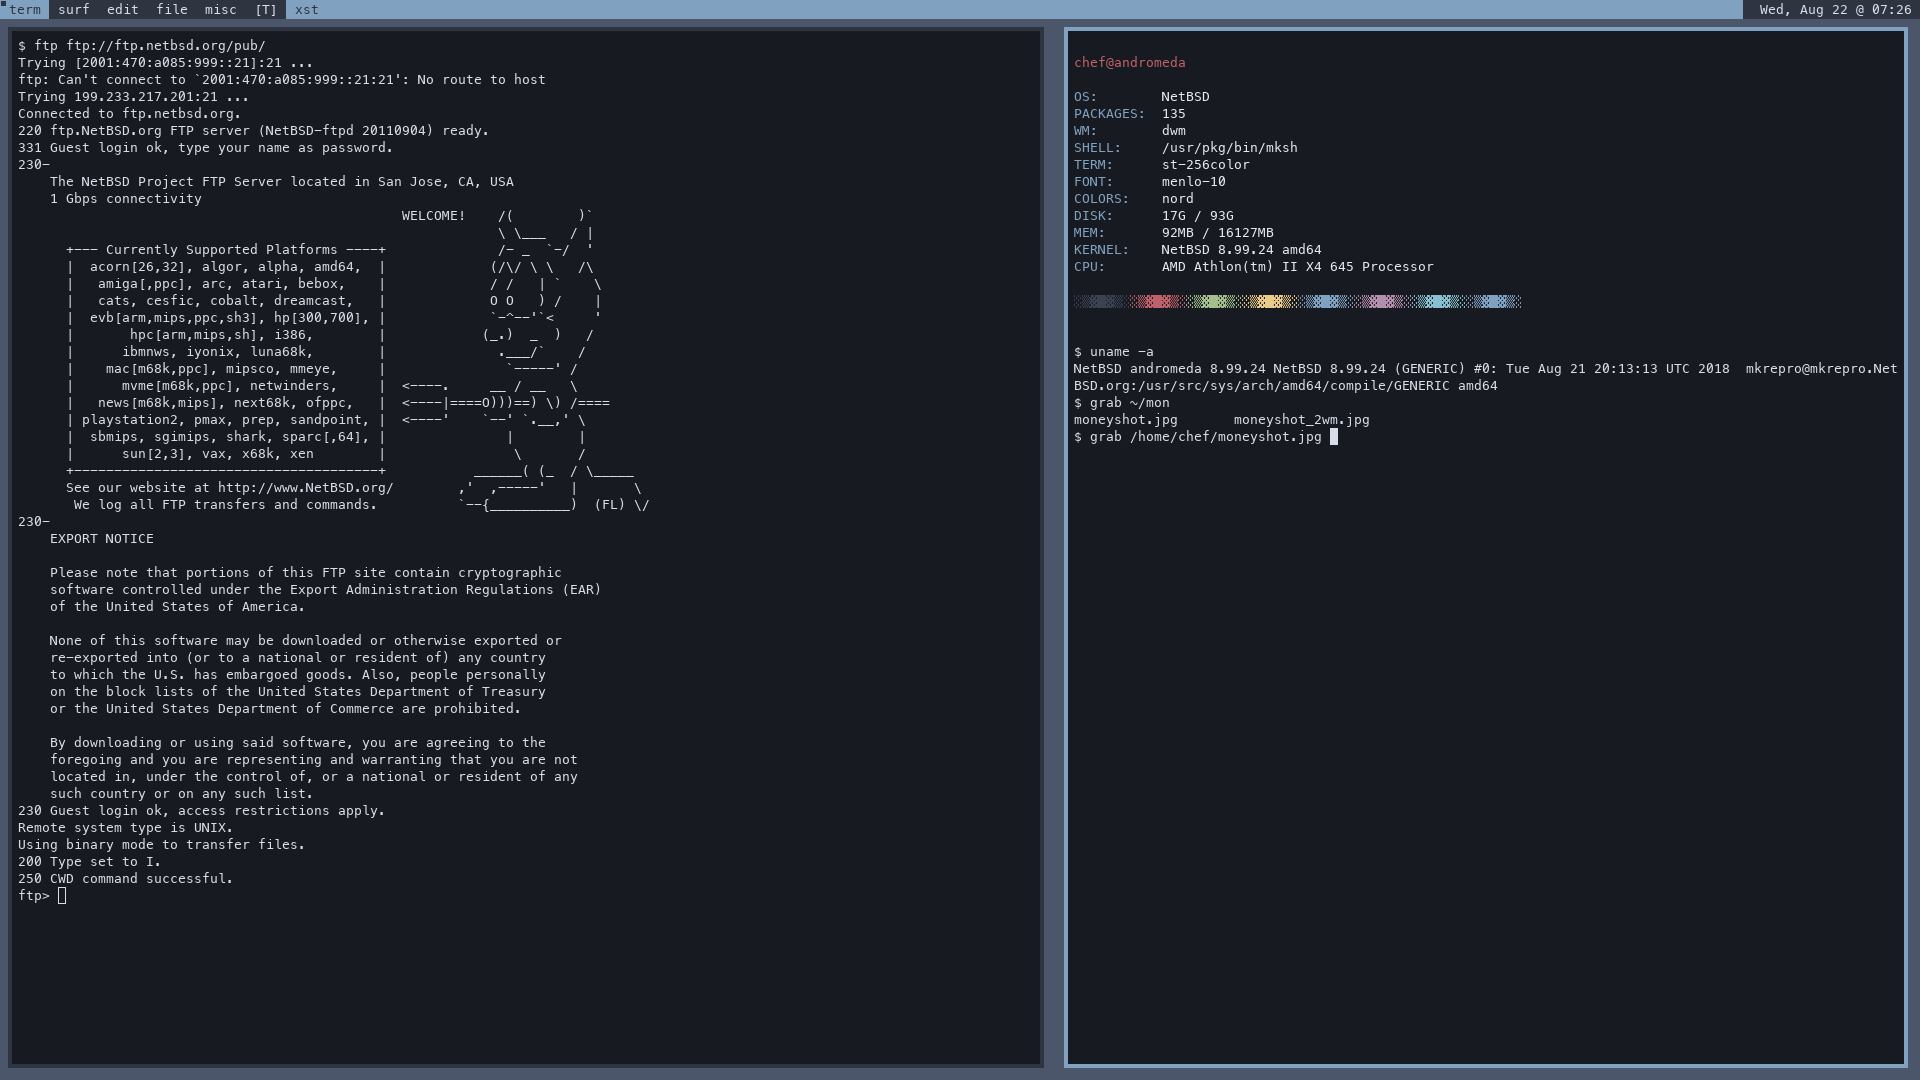 term surf edit file misc [T] xst Wed, Aug 22 @ 07:26
$ ftp ftp://ftp.netbsd.org/pub/
Trying [2001:470:a085:999::21]:21 ...
ftp: Can't connect to `2001:470:a085:999::21:21': No route to host
Trying 199.233.217.201:21 ...
Connected to ftp.netbsd.org.
220 ftp.NetBSD.org FTP server (NetBSD-ftpd 20110904) ready.
331 Guest login ok, type your name as password.
230-
    The NetBSD Project FTP Server located in San Jose, CA, USA
    1 Gbps connectivity
                                                WELCOME!    /(        )`
                                                            \ \___   / |
      +--- Currently Supported Platforms ----+              /- _  `-/  '
      |  acorn[26,32], algor, alpha, amd64,  |             (/\/ \ \   /\
      |   amiga[,ppc], arc, atari, bebox,    |             / /   | `    \
      |   cats, cesfic, cobalt, dreamcast,   |             O O   ) /    |
      |  evb[arm,mips,ppc,sh3], hp[300,700], |             `-^--'`<     '
      |       hpc[arm,mips,sh], i386,        |            (_.)  _  )   /
      |      ibmnws, iyonix, luna68k,        |              .___/`    /
      |    mac[m68k,ppc], mipsco, mmeye,     |               `-----' /
      |      mvme[m68k,ppc], netwinders,     |  <----.     __ / __   \
      |   news[m68k,mips], next68k, ofppc,   |  <----|====O)))==) \) /====
      | playstation2, pmax, prep, sandpoint, |  <----'    `--' `.__,' \
      |  sbmips, sgimips, shark, sparc[,64], |               |        |
      |      sun[2,3], vax, x68k, xen        |                \       /
      +--------------------------------------+           ______( (_  / \_____
      See our website at http://www.NetBSD.org/        ,'  ,-----'   |       \
       We log all FTP transfers and commands.          `--{__________)  (FL) \/
230-
    EXPORT NOTICE
    Please note that portions of this FTP site contain cryptographic
    software controlled under the Export Administration Regulations (EAR)
    of the United States of America.
    None of this software may be downloaded or otherwise exported or
    re-exported into (or to a national or resident of) any country
    to which the U.S. has embargoed goods. Also, people personally
    on the block lists of the United States Department of Treasury
    or the United States Department of Commerce are prohibited.
    By downloading or using said software, you are agreeing to the
    foregoing and you are representing and warranting that you are not
    located in, under the control of, or a national or resident of any
    such country or on any such list.
230 Guest login ok, access restrictions apply.
Remote system type is UNIX.
Using binary mode to transfer files.
200 Type set to I.
250 CWD command successful.
ftp>
chef@andromeda
OS:        NetBSD
PACKAGES:  135
WM:        dwm
SHELL:     /usr/pkg/bin/mksh
TERM:      st-256color
FONT:      menlo-10
COLORS:    nord
DISK:      17G / 93G
MEM:       92MB / 16127MB
KERNEL:    NetBSD 8.99.24 amd64
CPU:       AMD Athlon(tm) II X4 645 Processor
$ uname -a
NetBSD andromeda 8.99.24 NetBSD 8.99.24 (GENERIC) #0: Tue Aug 21 20:13:13 UTC 2018  mkrepro@mkrepro.Net
BSD.org:/usr/src/sys/arch/amd64/compile/GENERIC amd64
$ grab ~/mon
moneyshot.jpg       moneyshot_2wm.jpg
$ grab /home/chef/moneyshot.jpg